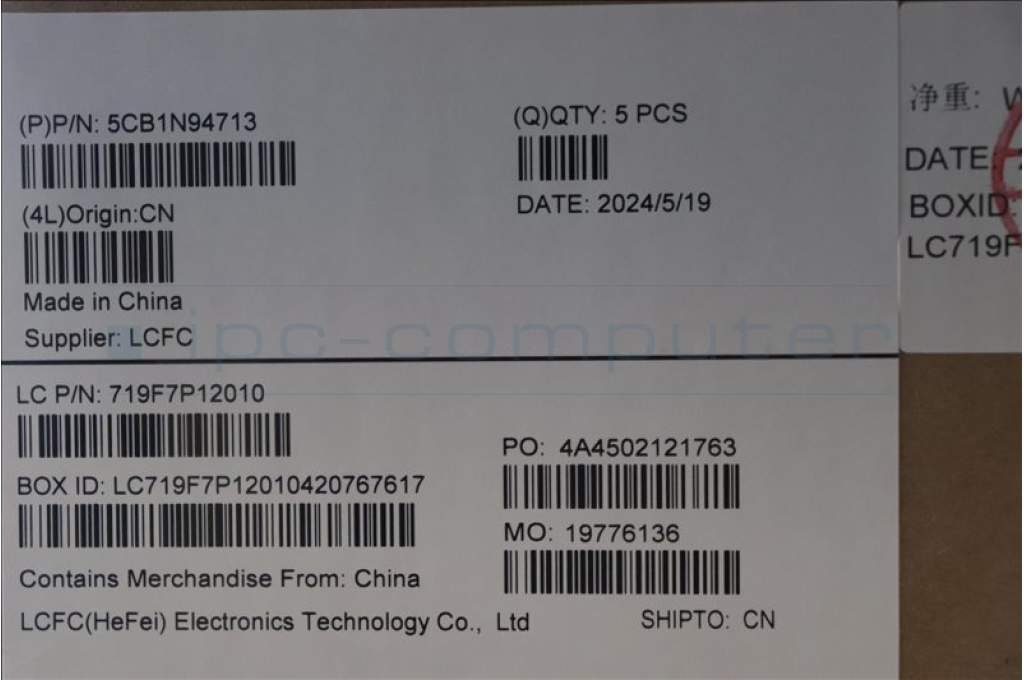 (P)P/N: 5CB1N94713
(Q)QTY: 5 PCS
(4L)Origin:CN
DATE: 2024/5/19
Made in China
Supplier: LCFC
ipc-computer
LC P/N: 719F7P12010
PO: 4A4502121763
BOX ID: LC719F7P12010420767617
MO: 19776136
Contains Merchandise From: China
LCFC(HeFei) Electronics Technology Co., Ltd
SHIPTO: CN
净重:
DATE
BOXID:
LC719F